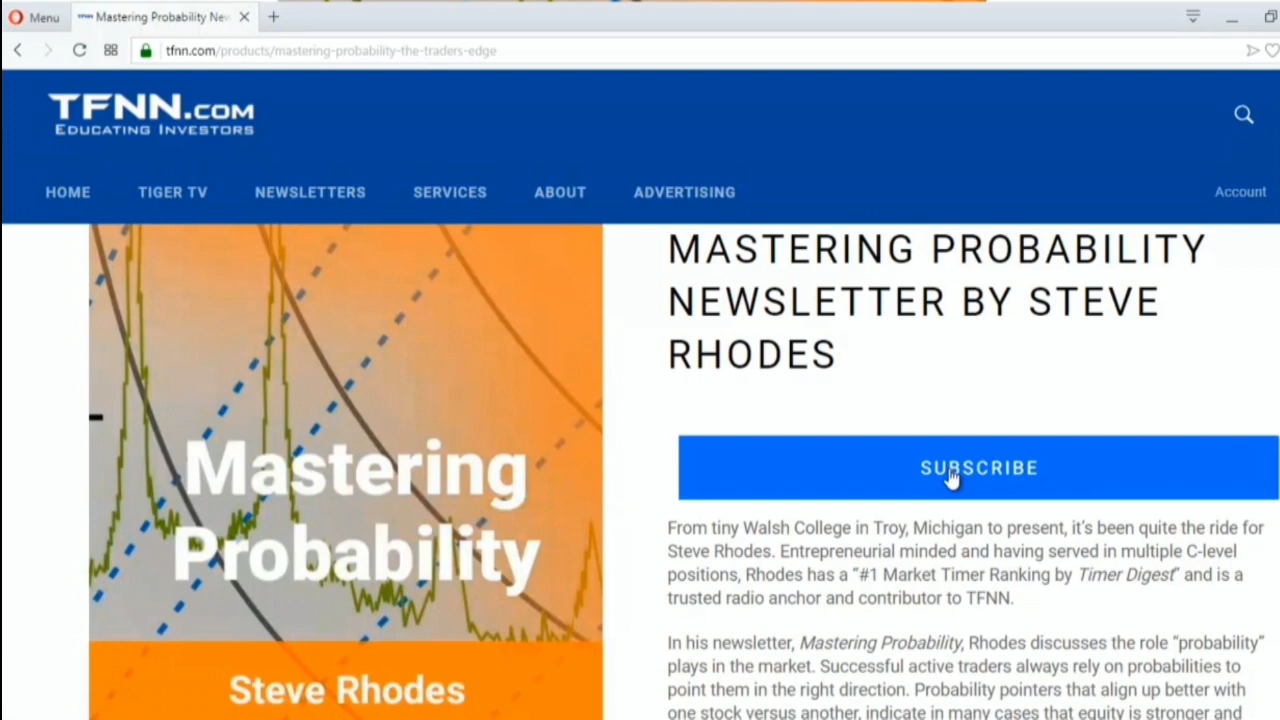 Menu
Mastering Probability New
tfnn.com/products/mastering-probability-the-traders-edge
TFNN.COM
EDUCATING INVESTORS
HOME TIGER TV NEWSLETTERS SERVICES ABOUT ADVERTISING Account
MASTERING PROBABILITY
NEWSLETTER BY STEVE
RHODES
Mastering
Probability
Steve Rhodes
SUBSCRIBE
From tiny Walsh College in Troy, Michigan to present, it's been quite the ride for
Steve Rhodes. Entrepreneurial minded and having served in multiple C-level
positions, Rhodes has a "#1 Market Timer Ranking by Timer Digest" and is a
trusted radio anchor and contributor to TFNN.
In his newsletter, Mastering Probability, Rhodes discusses the role "probability"
plays in the market. Successful active traders always rely on probabilities to
point them in the right direction. Probability pointers that align up better with
one stock versus another, indicate in many cases that equity is stronger and